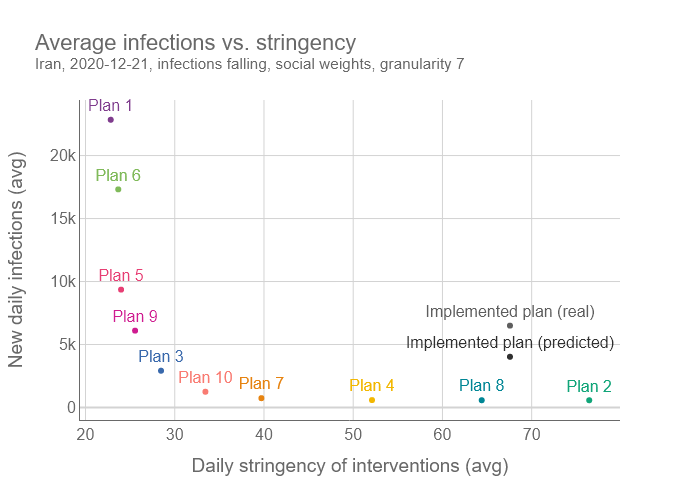 Average infections vs. stringency
Iran, 2020-12-21, infections falling, social weights, granularity 7
Plan 1
20k
Plan 6
15k
10k
Plan 5
Plan 9
Implemented plan (real)
5k
Implemented plan (predicted)
Plan 3
Plan 10
Plan 7
Plan 4
Plan 8
Plan 2
0
20
30
40
50
60
70
Daily stringency of interventions (avg)
New daily infections (avg)